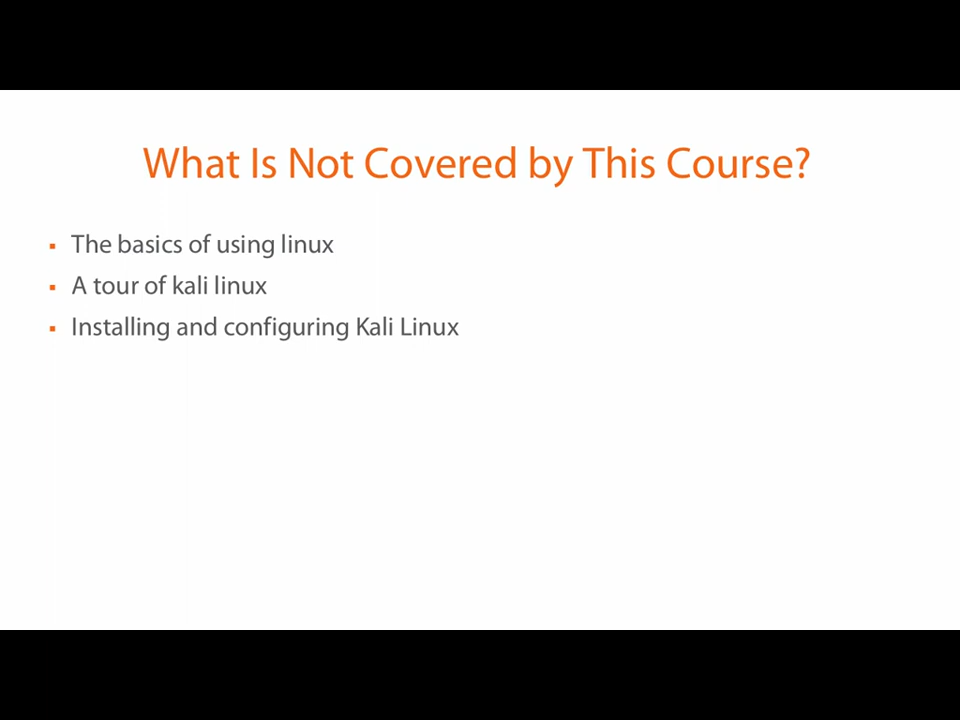 What Is Not Covered by This Course?
▪ The basics of using linux
▪ A tour of kali linux
▪ Installing and configuring Kali Linux